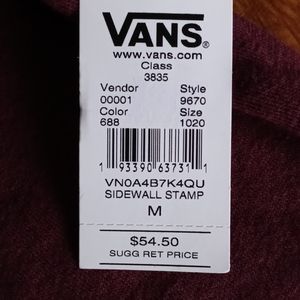 VANS®
www.vans.com
Class
3835
Vendor Style
00001 9670
Color Size
688 1020
1 93390 63731 1
VN0A4B7K4QU
SIDEWALL STAMP
M
$54.50
SUGG RET PRICE